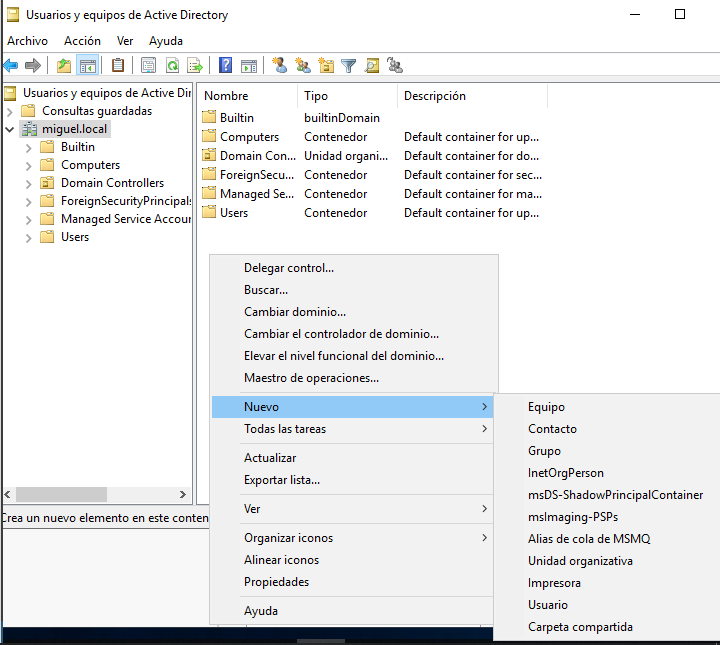 Usuarios y equipos de Active Directory
Archivo Acción Ver Ayuda
Usuarios y equipos de Active Dir
Consultas guardadas
miguel.local
Builtin
Computers
Domain Controllers
ForeignSecurityPrincipals
Managed Service Accour
Users
Nombre Tipo Descripción
Builtin builtinDomain
Computers Contenedor Default container for up...
Domain Con... Unidad organi... Default container for do...
ForeignSecu... Contenedor Default container for sec...
Managed Se... Contenedor Default container for ma...
Users Contenedor Default container for up...
Delegar control...
Buscar...
Cambiar dominio...
Cambiar el controlador de dominio...
Elevar el nivel funcional del dominio...
Maestro de operaciones...
Nuevo
Todas las tareas
Actualizar
Exportar lista...
Ver
Organizar iconos
Alinear iconos
Propiedades
Ayuda
Equipo
Contacto
Grupo
InetOrgPerson
msDS-ShadowPrincipalContainer
msImaging-PSPs
Alias de cola de MSMQ
Unidad organizativa
Impresora
Usuario
Carpeta compartida
Crea un nuevo elemento en este conten